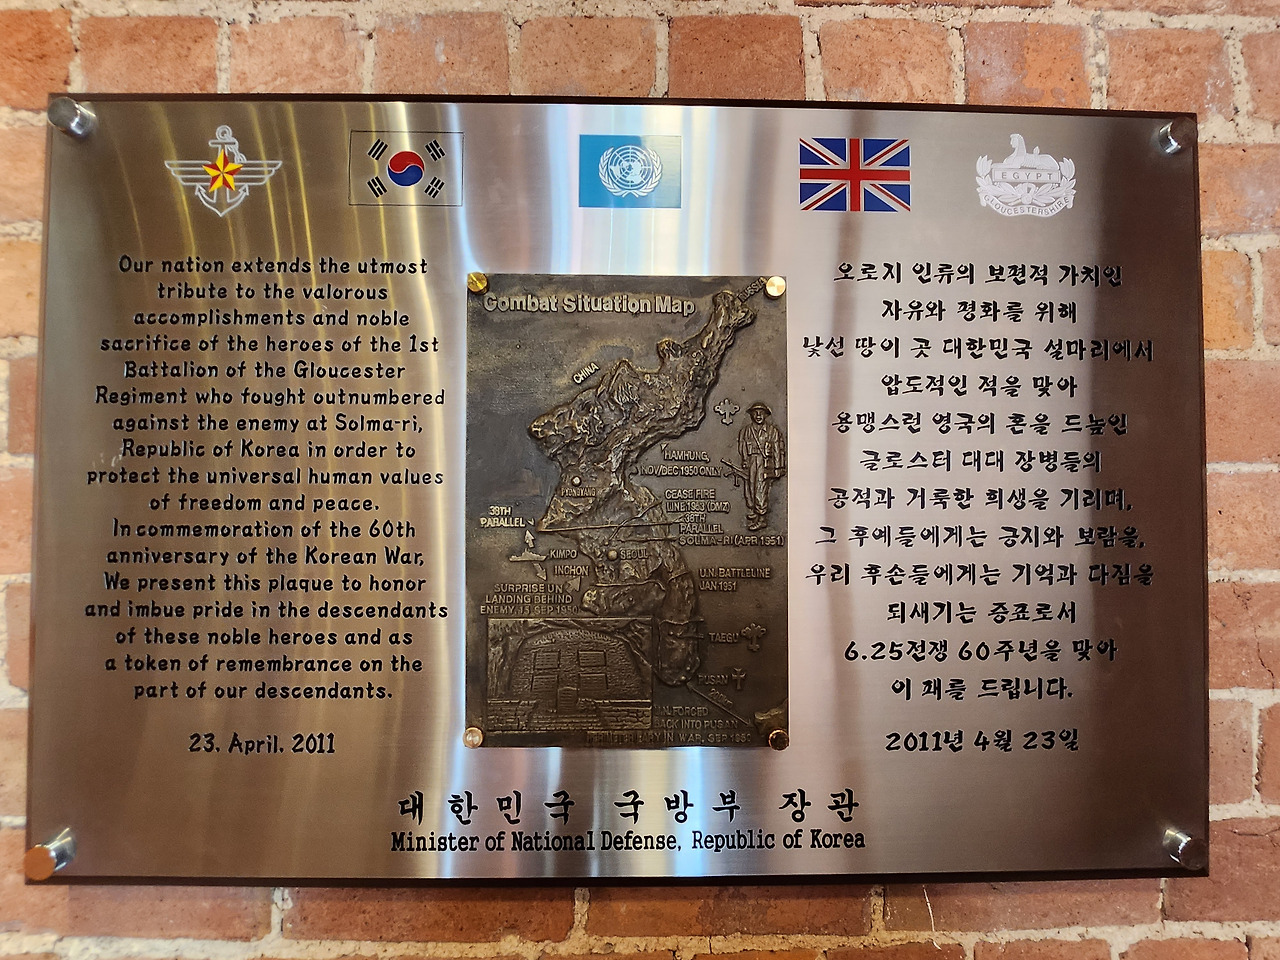 EGYPT
GLOUCESTERSHIRE
Our nation extends the utmost
tribute to the valorous
accomplishments and noble
sacrifice of the heroes of the 1st
Battalion of the Gloucester
Regiment who fought outnumbered
against the enemy at Solma-ri,
Republic of Korea in order to
protect the universal human values
of freedom and peace.
In commemoration of the 60th
anniversary of the Korean War,
We present this plaque to honor
and imbue pride in the descendants
of these noble heroes and as
a token of remembrance on the
part of our descendants.
23. April. 2011
Combat Situation Map
RUSSIA
CHINA
HAMHUNG,
NOV/DEC 1950 ONLY
PYONGYANG
CEASE FIRE
LINE 1953 (DMZ)
38TH
PARALLEL
38TH
PARALLEL
SOLMA-RI (APR 1951)
KIMPO
SEOUL
INCHON
U.N. BATTLELINE
JAN 1951
SURPRISE UN
LANDING BEHIND
ENEMY, 15 SEP 1950
TAEGU
PUSAN
U.N. FORCED
BACK INTO PUSAN
PERIMETER EARLY IN WAR, SEP 1950
오로지 인류의 보편적 가치인
자유와 평화를 위해
낯선 땅이 곳 대한민국 설마리에서
압도적인 적을 맞아
용맹스런 영국의 혼을 드높인
글로스터 대대 장병들의
공적과 거룩한 희생을 기리며,
그 후예들에게는 긍지와 보람을,
우리 후손들에게는 기억과 다짐을
되새기는 증표로서
6.25전쟁 60주년을 맞아
이 패를 드립니다.
2011년 4월 23일
대한민국 국방부 장관
Minister of National Defense, Republic of Korea